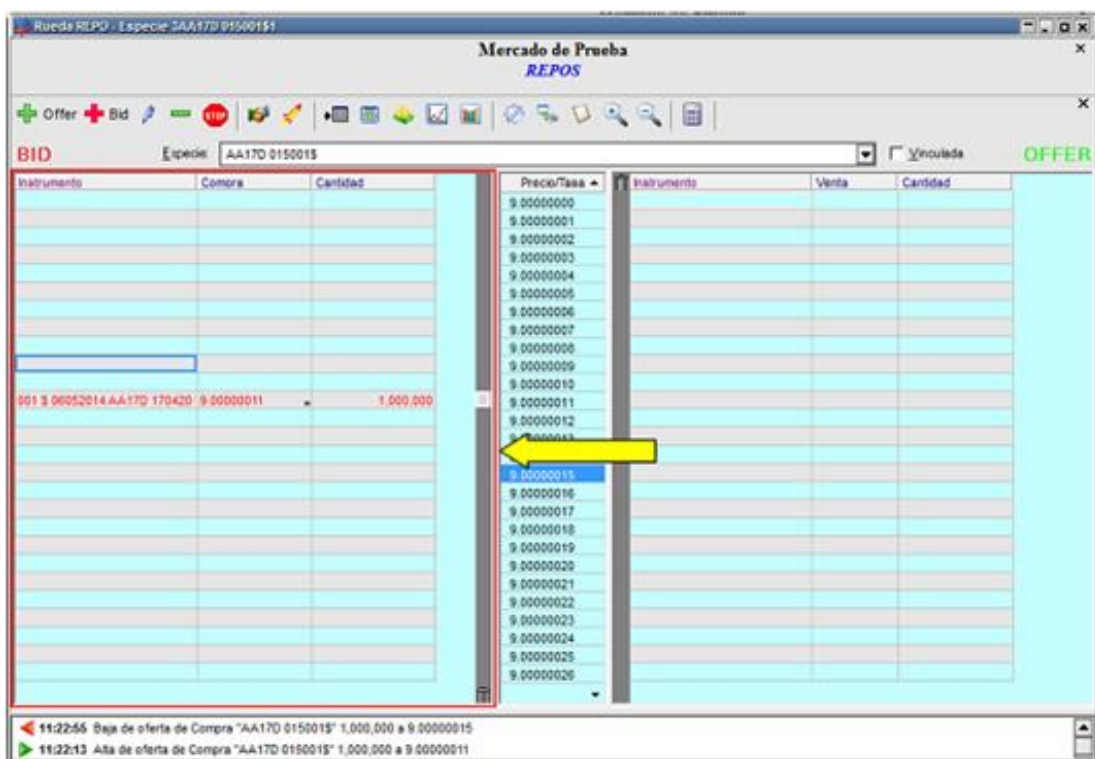 Rueda REPO - Especie 3AA17D 015001$1
Mercado de Prueba
REPOS
Offer Bid STOP
BID Especie: AA17D 015001$ Vinculada OFFER
Instrumento Compra Cantidad Precio/Tasa Instrumento Venta Cantidad
9.00000000
9.00000001
9.00000002
9.00000003
9.00000004
9.00000005
9.00000006
9.00000007
9.00000008
9.00000009
9.00000010
001 $ 06052014 AA17D 170420 9.00000011 1,000,000 9.00000011
9.00000012
9.00000013
9.00000015
9.00000016
9.00000017
9.00000018
9.00000019
9.00000020
9.00000021
9.00000022
9.00000023
9.00000024
9.00000025
9.00000026
11:22:55 Baja de oferta de Compra "AA17D 015001$" 1,000,000 a 9.00000015
11:22:13 Alta de oferta de Compra "AA17D 015001$" 1,000,000 a 9.00000011